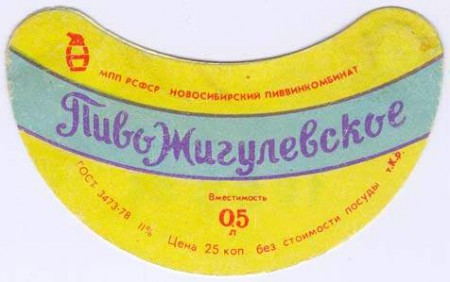 МПП РСФСР НОВОСИБИРСКИЙ ПИВВИНКОМБИНАТ
Пиво Жигулевское
Вместимость
0,5
л
ГОСТ 3473-78 11% Цена 25 коп без стоимости посуды т.Кр.